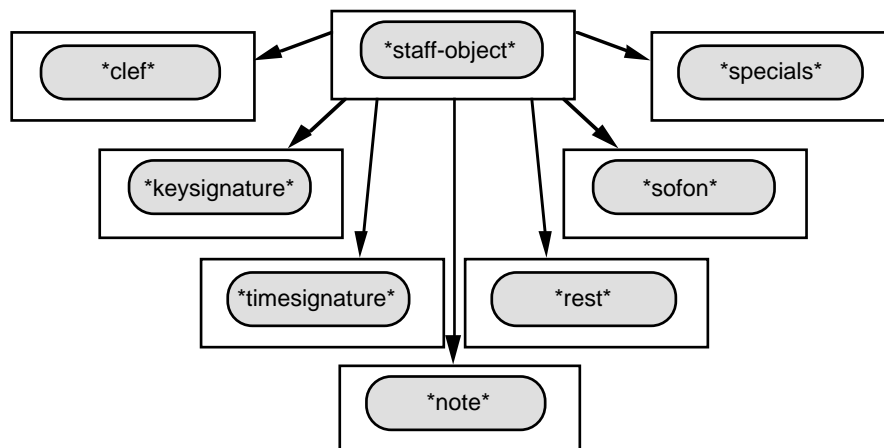 *staff-object*
*clef*
*specials*
*keysignature*
*sofon*
*timesignature*
*rest*
*note*